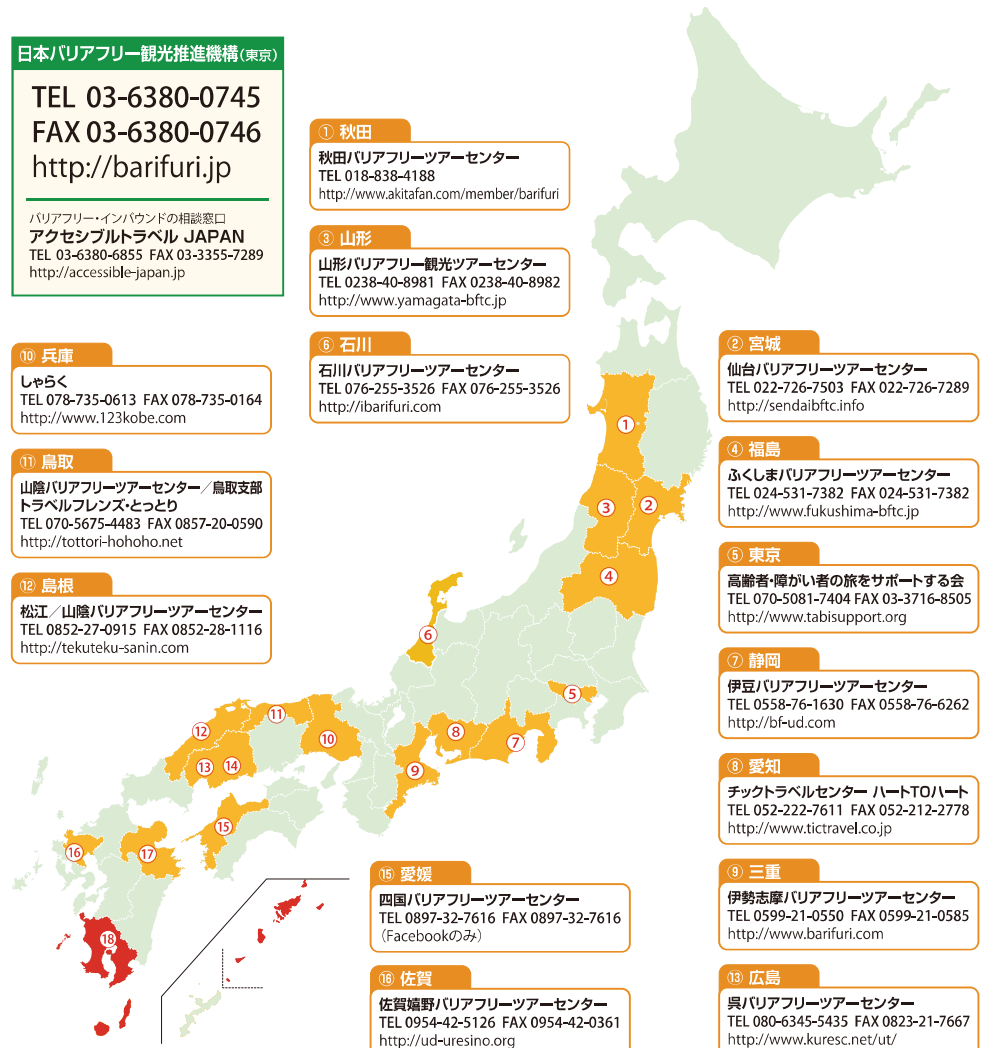 日本バリアフリー観光推進機構(東京)
TEL 03-6380-0745
FAX 03-6380-0746
http://barifuri.jp
バリアフリー・インバウンドの相談窓口
アクセシブルトラベル JAPAN
TEL 03-6380-6855 FAX 03-3355-7289
http://accessible-japan.jp
① 秋田
秋田バリアフリーツアーセンター
TEL 018-838-4188
http://www.akitafan.com/member/barifuri
③ 山形
山形バリアフリー観光ツアーセンター
TEL 0238-40-8981 FAX 0238-40-8982
http://www.yamagata-bftc.jp
⑥ 石川
石川バリアフリーツアーセンター
TEL 076-255-3526 FAX 076-255-3526
http://ibarifuri.com
⑩ 兵庫
しゃらく
TEL 078-735-0613 FAX 078-735-0164
http://www.123kobe.com
⑪ 鳥取
山陰バリアフリーツアーセンター/鳥取支部
トラベルフレンズ・とっとり
TEL 070-5675-4483 FAX 0857-20-0590
http://tottori-hohoho.net
⑫ 島根
松江/山陰バリアフリーツアーセンター
TEL 0852-27-0915 FAX 0852-28-1116
http://tekuteku-sanin.com
② 宮城
仙台バリアフリーツアーセンター
TEL 022-726-7503 FAX 022-726-7289
http://sendaibftc.info
④ 福島
ふくしまバリアフリーツアーセンター
TEL 024-531-7382 FAX 024-531-7382
http://www.fukushima-bftc.jp
⑤ 東京
高齢者・障がい者の旅をサポートする会
TEL 070-5081-7404 FAX 03-3716-8505
http://www.tabisupport.org
⑦ 静岡
伊豆バリアフリーツアーセンター
TEL 0558-76-1630 FAX 0558-76-6262
http://bf-ud.com
⑧ 愛知
チックトラベルセンター ハートTOハート
TEL 052-222-7611 FAX 052-212-2778
http://www.tictravel.co.jp
⑨ 三重
伊勢志摩バリアフリーツアーセンター
TEL 0599-21-0550 FAX 0599-21-0585
http://www.barifuri.com
⑬ 広島
呉バリアフリーツアーセンター
TEL 080-6345-5435 FAX 0823-21-7667
http://www.kuresc.net/ut/
⑮ 愛媛
四国バリアフリーツアーセンター
TEL 0897-32-7616 FAX 0897-32-7616
(Facebookのみ)
⑯ 佐賀
佐賀嬉野バリアフリーツアーセンター
TEL 0954-42-5126 FAX 0954-42-0361
http://ud-uresino.org
①
②
③
④
⑥
⑤
⑪
⑫
⑧
⑩
⑦
⑬
⑭
⑨
⑮
⑯
⑰
⑱